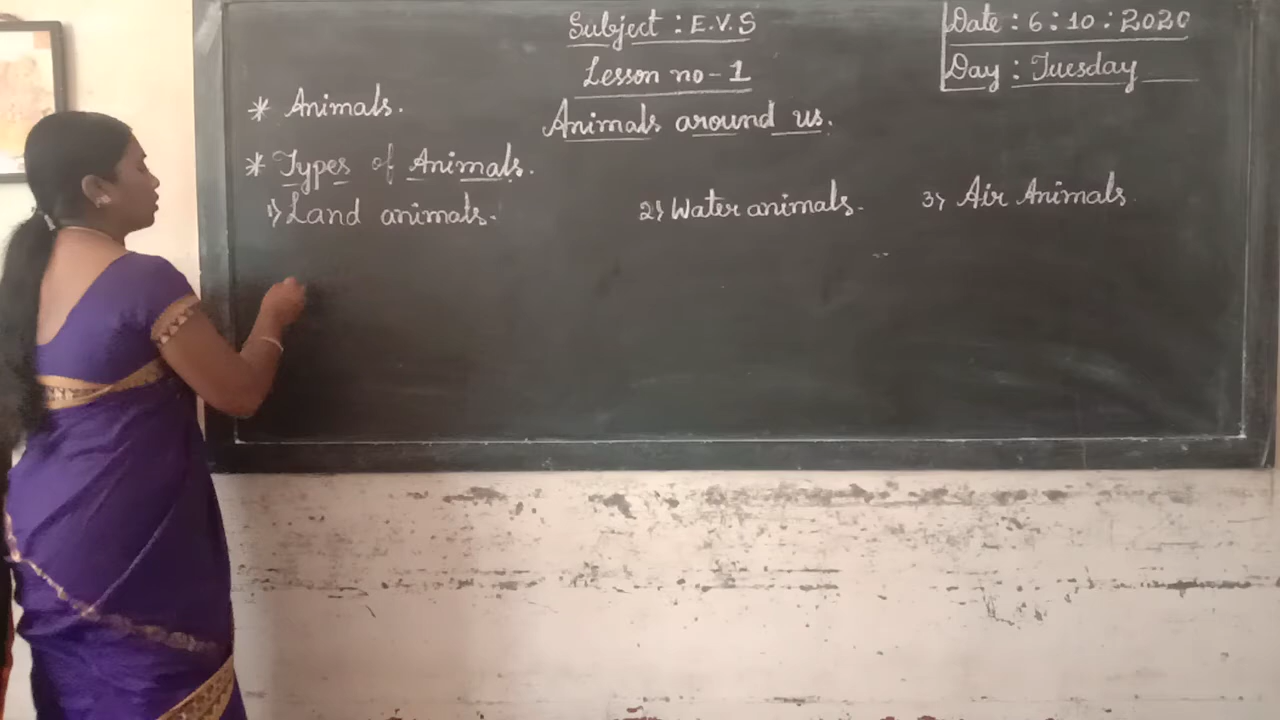 Subject : E.V.S
Date : 6 : 10 : 2020
Lesson no - 1
Day : Tuesday
* Animals.
Animals around us.
* Types of Animals.
1) Land animals.
2) Water animals.
3) Air Animals